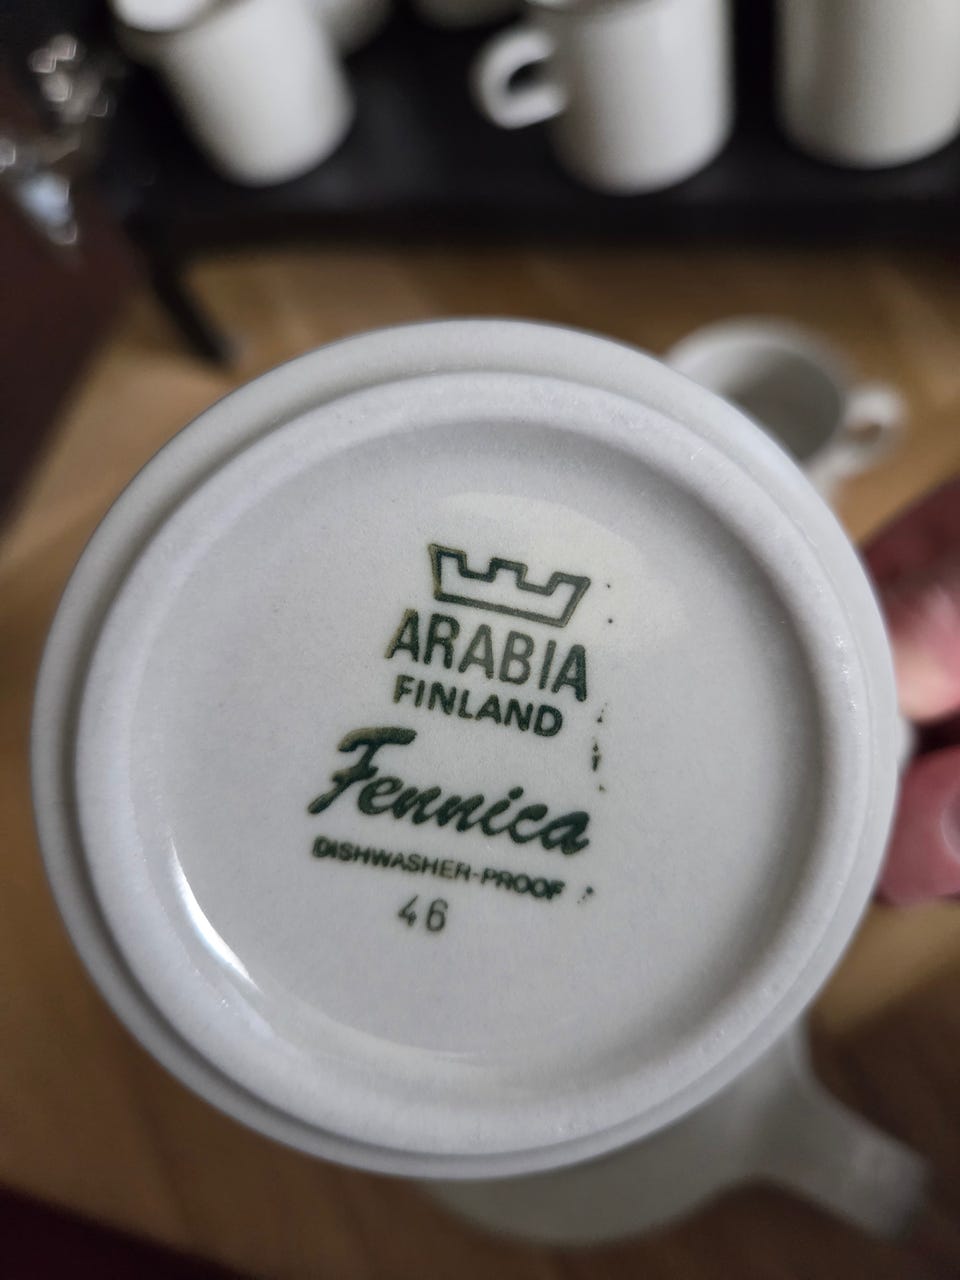 ARABIA
FINLAND
Fennica
DISHWASHER-PROOF
46